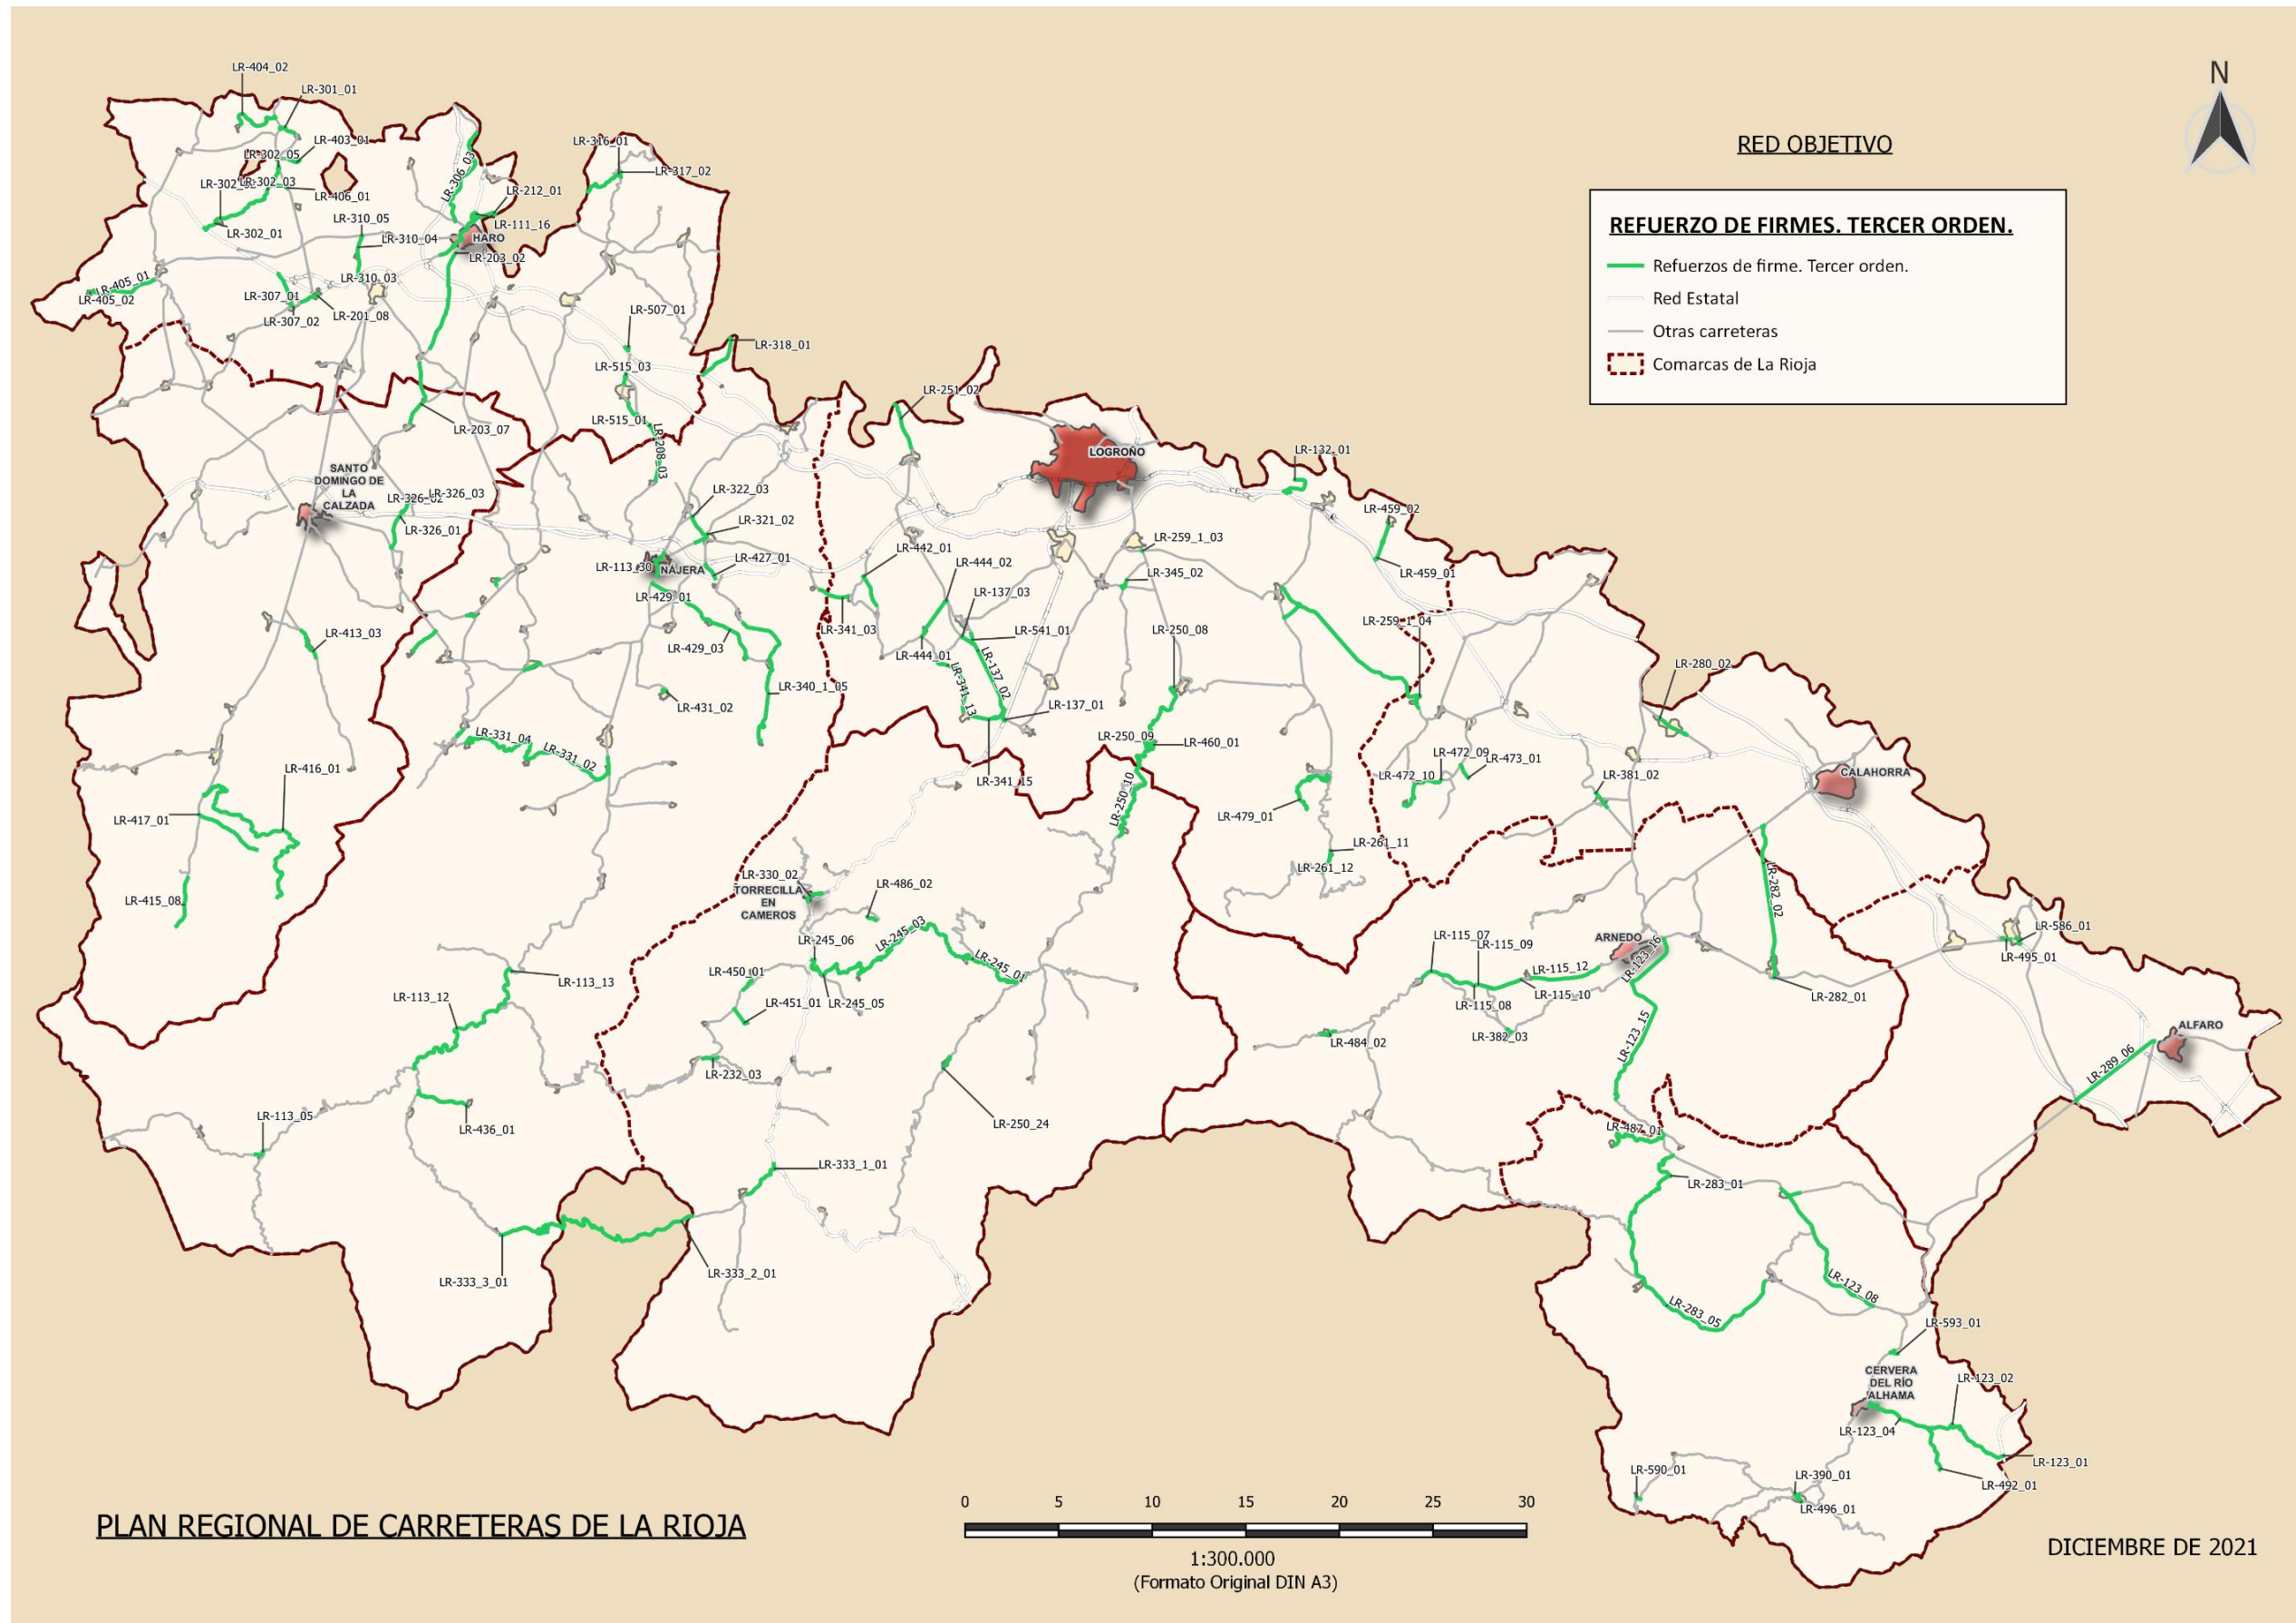 N
RED OBJETIVO
REFUERZO DE FIRMES. TERCER ORDEN.
Refuerzos de firme. Tercer orden.
Red Estatal
Otras carreteras
Comarcas de La Rioja
LR-404_02
LR-301_01
LR-403_01
LR-302_05
LR-302_03
LR-406_01
LR-302_01
LR-306_03
LR-212_01
LR-111_16
HARO
LR-203_02
LR-310_05
LR-310_04
LR-310_03
LR-405_01
LR-405_02
LR-307_01
LR-307_02
LR-201_08
LR-316_01
LR-317_02
LR-507_01
LR-318_01
LR-515_03
LR-515_01
LR-208_03
LR-203_07
LR-251_02
LOGROÑO
LR-132_01
SANTO
DOMINGO DE
LA
CALZADA
LR-326_02
LR-326_03
LR-326_01
LR-322_03
LR-321_02
LR-427_01
LR-113_30
NÁJERA
LR-429_01
LR-429_03
LR-340_1_05
LR-431_02
LR-442_01
LR-444_02
LR-137_03
LR-541_01
LR-341_03
LR-444_01
LR-341_13
LR-137_02
LR-137_01
LR-341_15
LR-259_1_03
LR-345_02
LR-250_08
LR-459_02
LR-459_01
LR-259_1_04
LR-280_02
LR-413_03
LR-331_04
LR-331_02
LR-416_01
LR-417_01
LR-415_08
LR-250_09
LR-460_01
LR-250_10
LR-472_09
LR-473_01
LR-472_10
LR-381_02
CALAHORRA
LR-479_01
LR-261_11
LR-261_12
LR-330_02
TORRECILLA
EN
CAMEROS
LR-486_02
LR-245_06
LR-245_03
LR-245_01
LR-245_05
LR-450_01
LR-451_01
LR-232_03
LR-282_02
LR-282_01
ARNEDO
LR-123_16
LR-115_07
LR-115_09
LR-115_12
LR-115_10
LR-115_08
LR-382_03
LR-484_02
LR-123_15
LR-586_01
LR-495_01
ALFARO
LR-289_06
LR-113_13
LR-113_12
LR-113_05
LR-436_01
LR-250_24
LR-333_1_01
LR-333_2_01
LR-333_3_01
LR-487_01
LR-283_01
LR-283_05
LR-123_08
LR-593_01
CERVERA
DEL RÍO
ALHAMA
LR-123_02
LR-123_04
LR-123_01
LR-492_01
LR-590_01
LR-390_01
LR-496_01
PLAN REGIONAL DE CARRETERAS DE LA RIOJA
0 5 10 15 20 25 30
1:300.000
(Formato Original DIN A3)
DICIEMBRE DE 2021